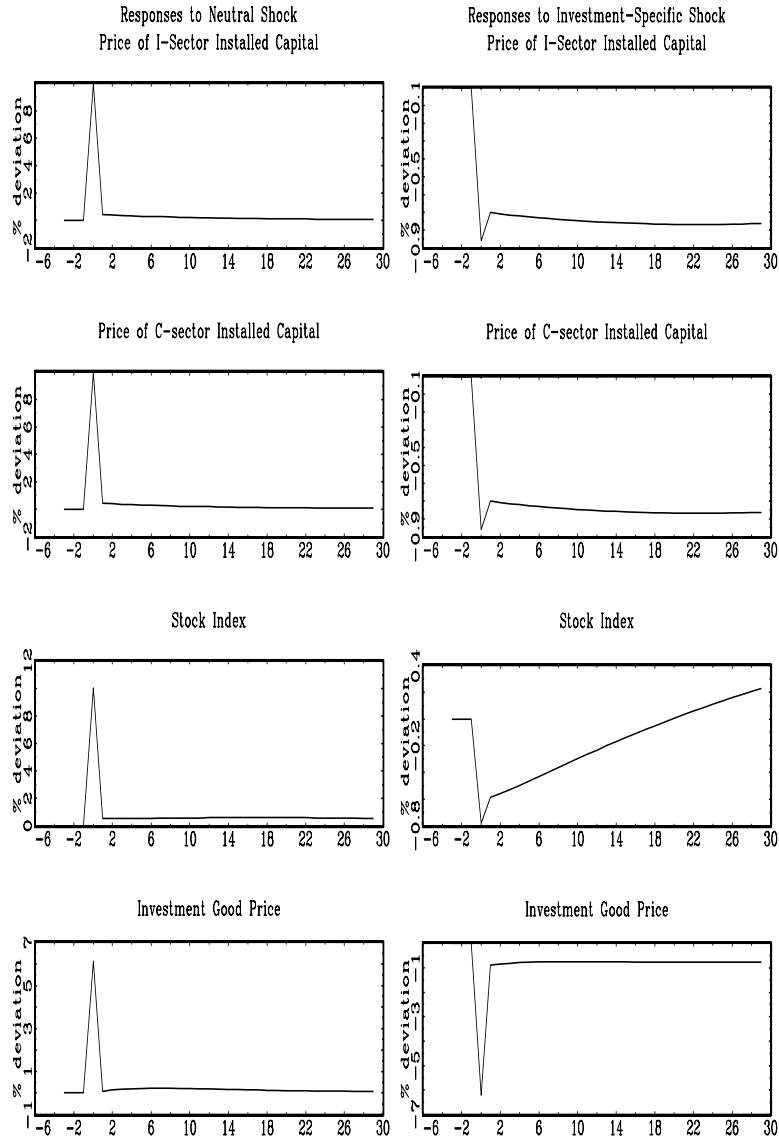 Responses to Neutral Shock
Price of I-Sector Installed Capital
% deviation
-2 2 4 6 8
-6 -2 2 6 10 14 18 22 26 30
Responses to Investment-Specific Shock
Price of I-Sector Installed Capital
% deviation
-0.9 -0.5 -0.1
-6 -2 2 6 10 14 18 22 26 30
Price of C-sector Installed Capital
% deviation
-2 2 4 6 8
-6 -2 2 6 10 14 18 22 26 30
Price of C-sector Installed Capital
% deviation
-0.9 -0.5 -0.1
-6 -2 2 6 10 14 18 22 26 30
Stock Index
% deviation
0 2 4 6 8 12
-6 -2 2 6 10 14 18 22 26 30
Stock Index
% deviation
-0.8 -0.2 0.4
-6 -2 2 6 10 14 18 22 26 30
Investment Good Price
% deviation
-1 1 3 5 7
-6 -2 2 6 10 14 18 22 26 30
Investment Good Price
% deviation
-7 -5 -3 -1
-6 -2 2 6 10 14 18 22 26 30